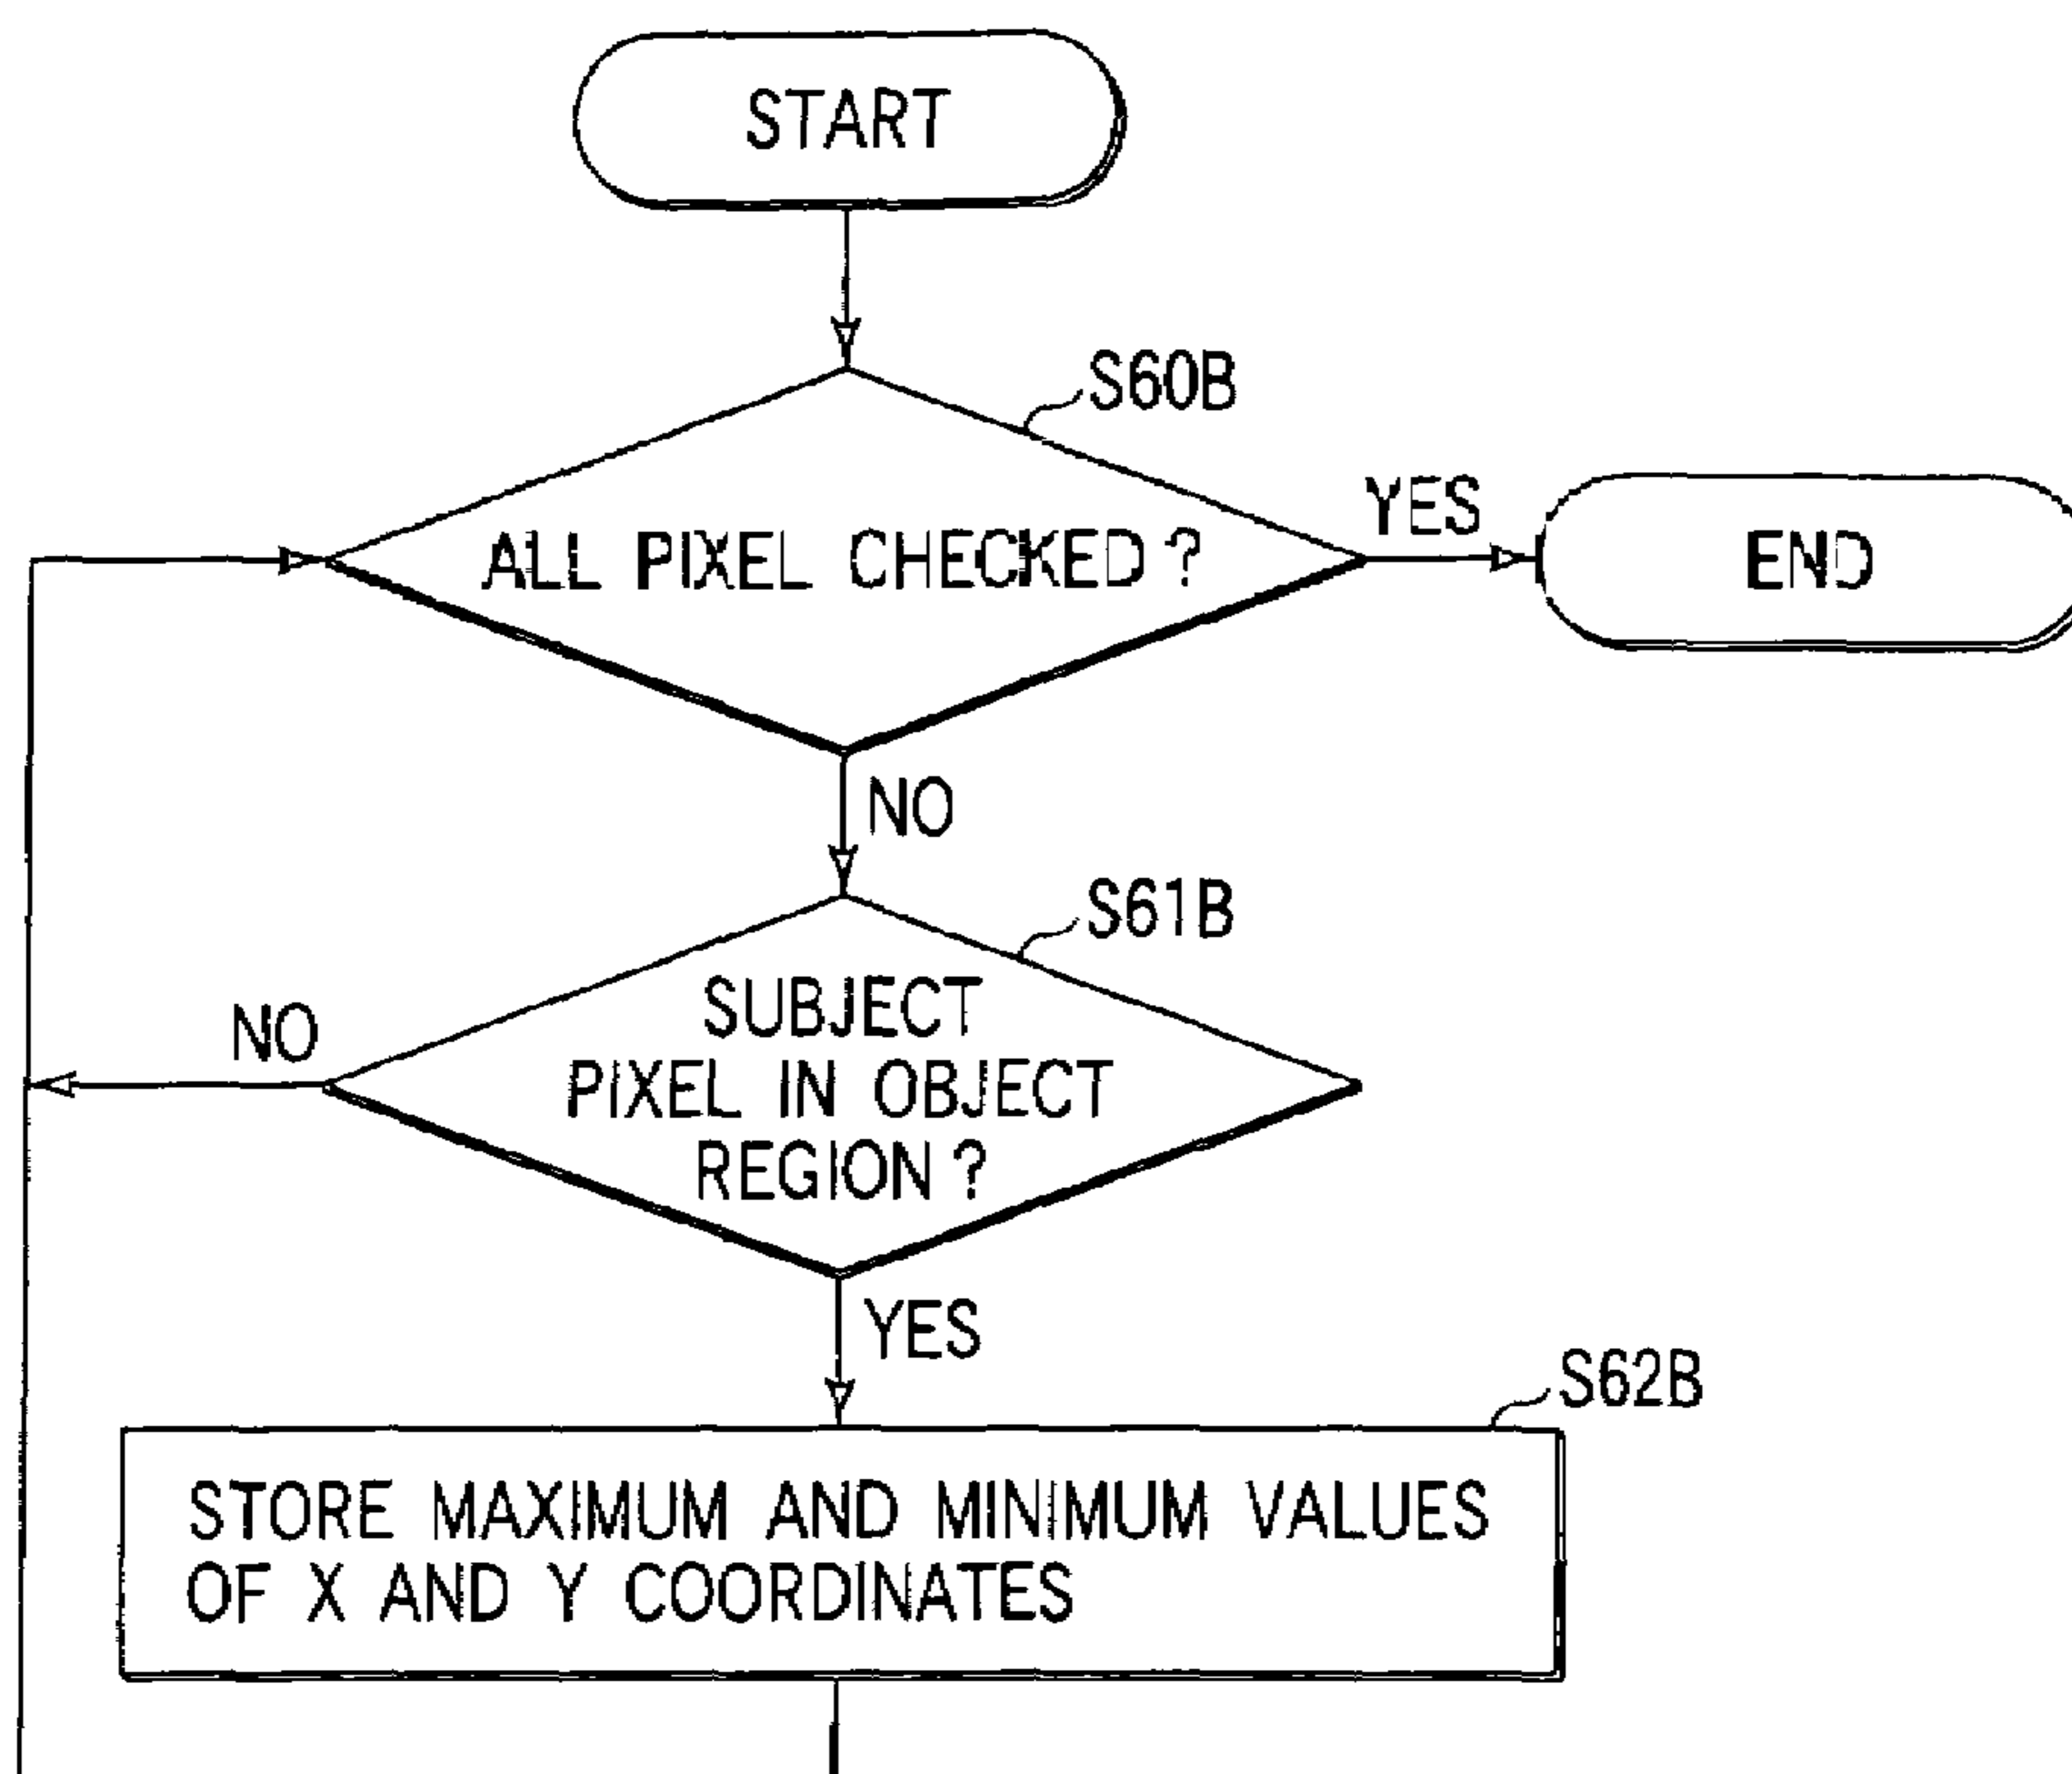 START
S60B
ALL PIXEL CHECKED?
YES
END
NO
S61B
SUBJECT
PIXEL IN OBJECT
REGION?
NO
YES
S62B
STORE MAXIMUM AND MINIMUM VALUES
OF X AND Y COORDINATES